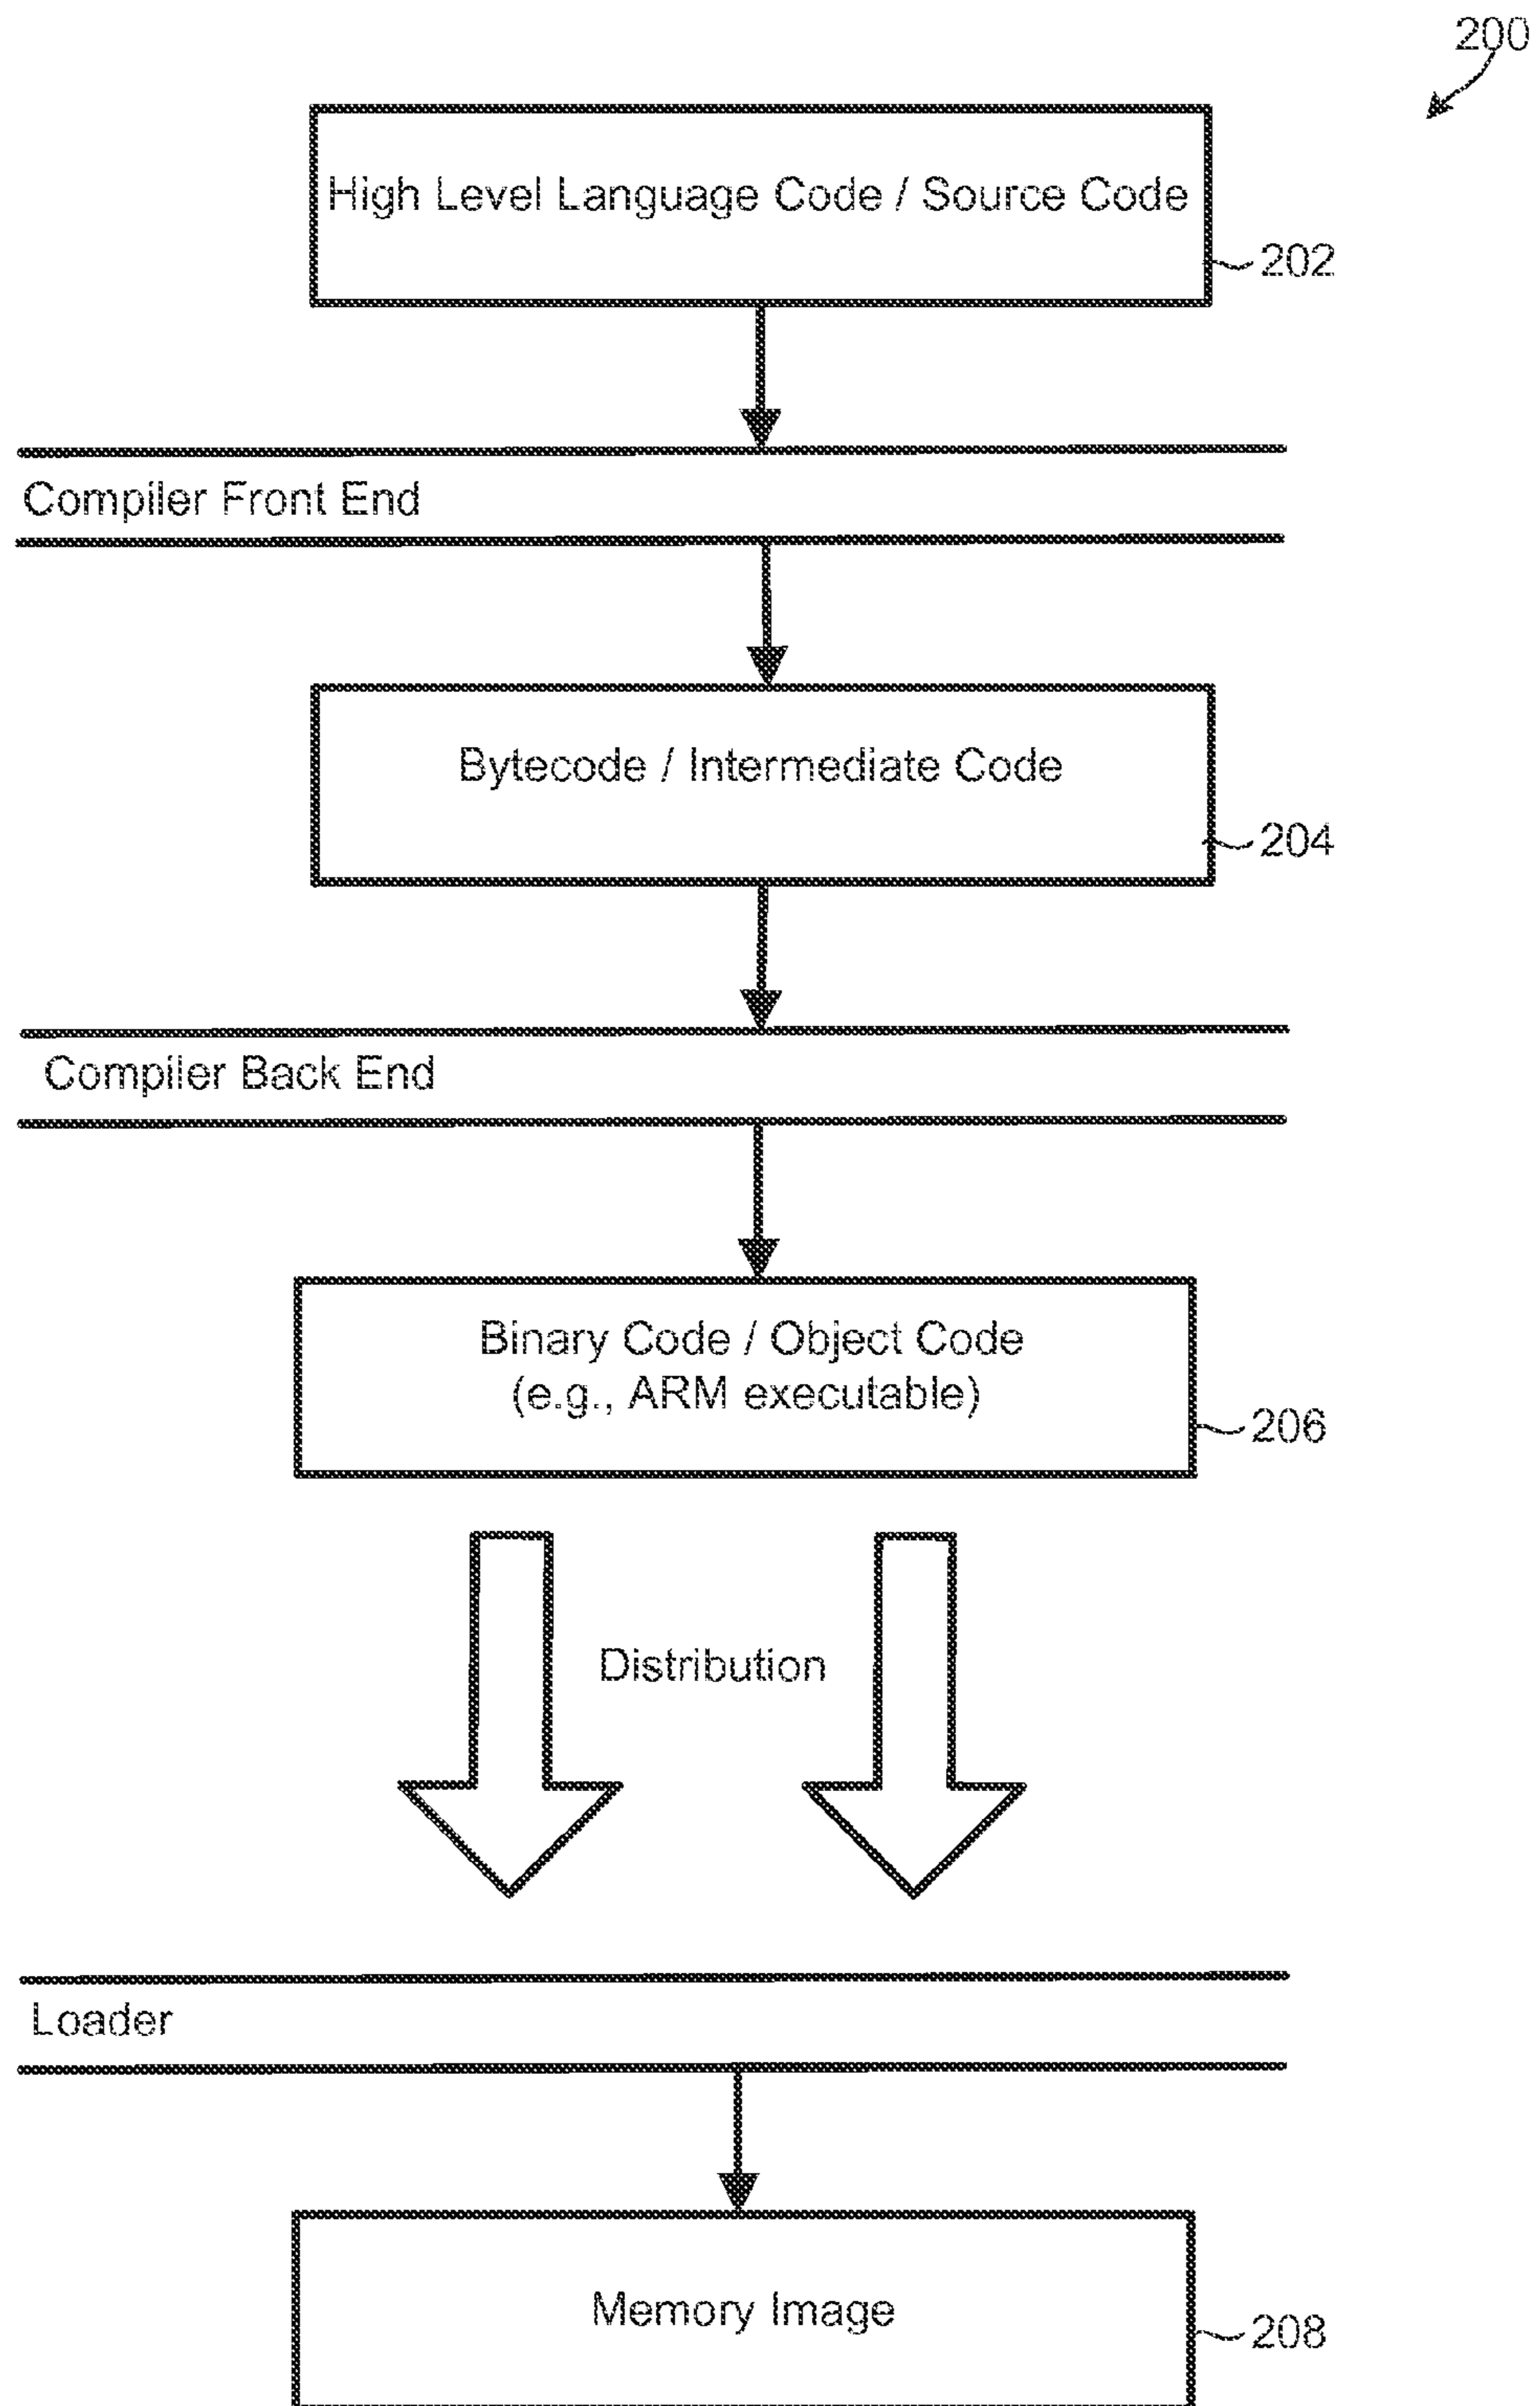 200
High Level Language Code / Source Code
202
Compiler Front End
Bytecode / Intermediate Code
204
Compiler Back End
Binary Code / Object Code
(e.g., ARM executable)
206
Distribution
Loader
Memory Image
208